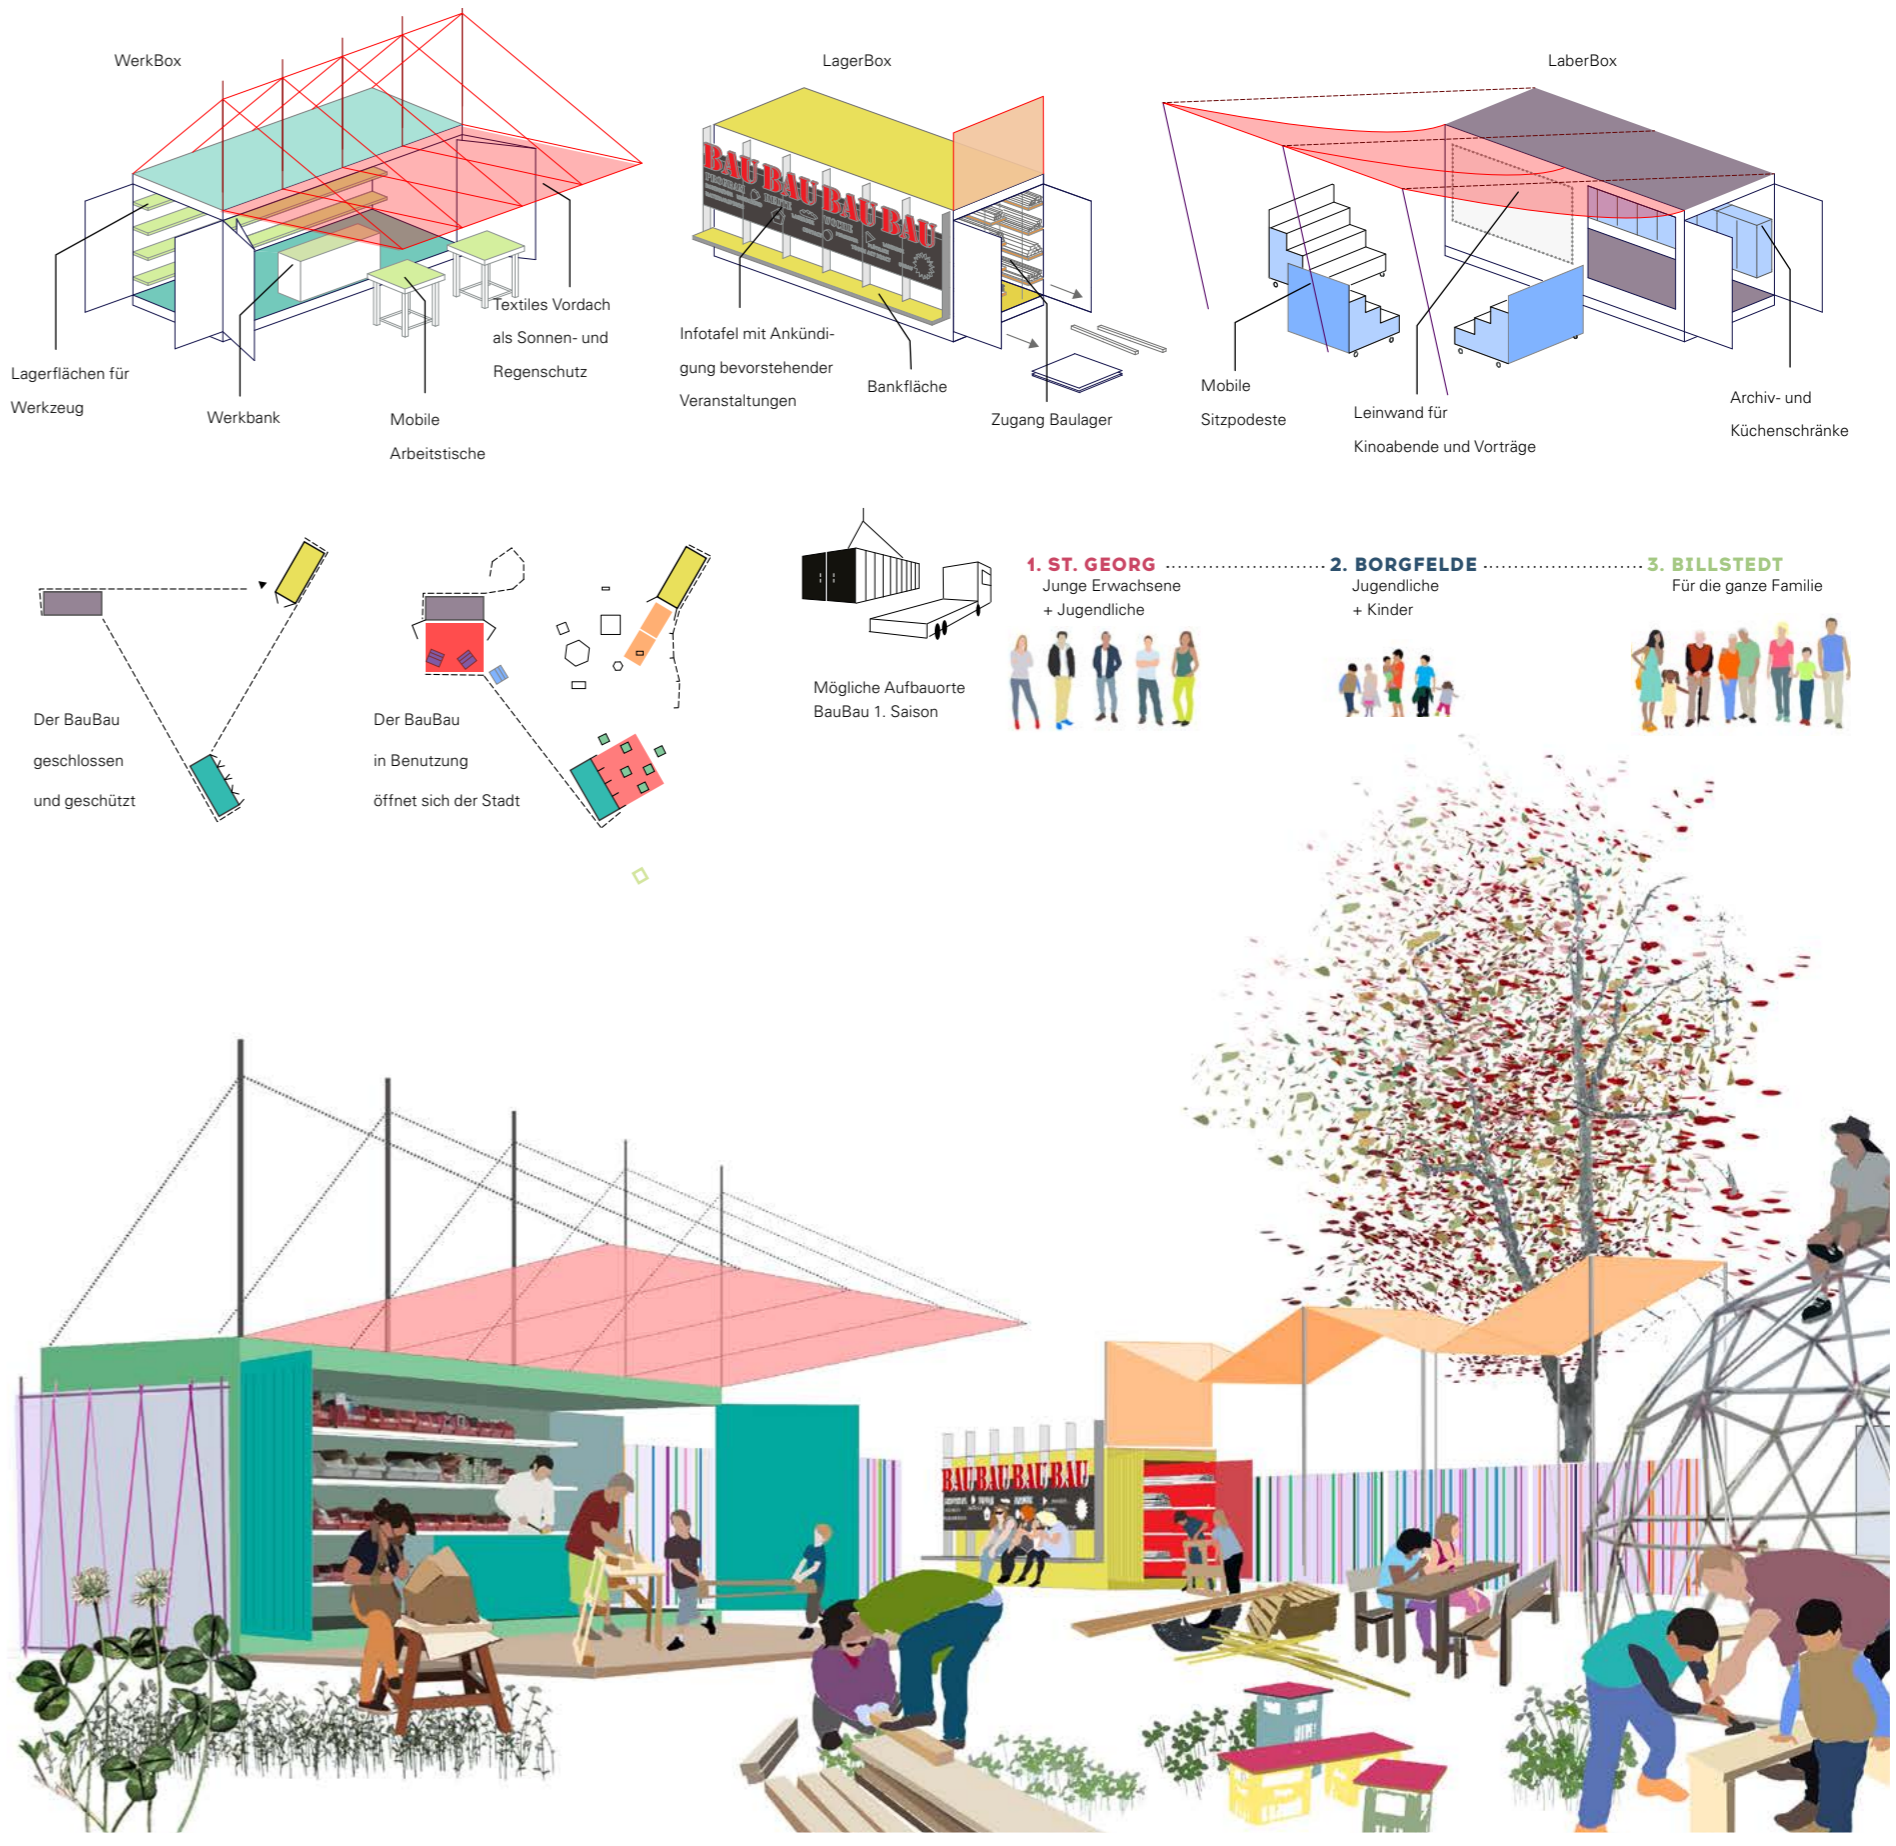 WerkBox
LagerBox
LaberBox
Lagerflächen für
Werkzeug
Werkbank
Mobile
Arbeitstische
Textiles Vordach
als Sonnen- und
Regenschutz
BAU BAU BAU BAU
PROGRAM
HEUTE
WOCHE
Infotafel mit Ankündi-
gung bevorstehender
Veranstaltungen
Bankfläche
Zugang Baulager
Mobile
Sitzpodeste
Leinwand für
Kinoabende und Vorträge
Archiv- und
Küchenschränke
Der BauBau
geschlossen
und geschützt
Der BauBau
in Benutzung
öffnet sich der Stadt
Mögliche Aufbauorte
BauBau 1. Saison
1. ST. GEORG
Junge Erwachsene
+ Jugendliche
2. BORGFELDE
Jugendliche
+ Kinder
3. BILLSTEDT
Für die ganze Familie
BAU BAU BAU BAU